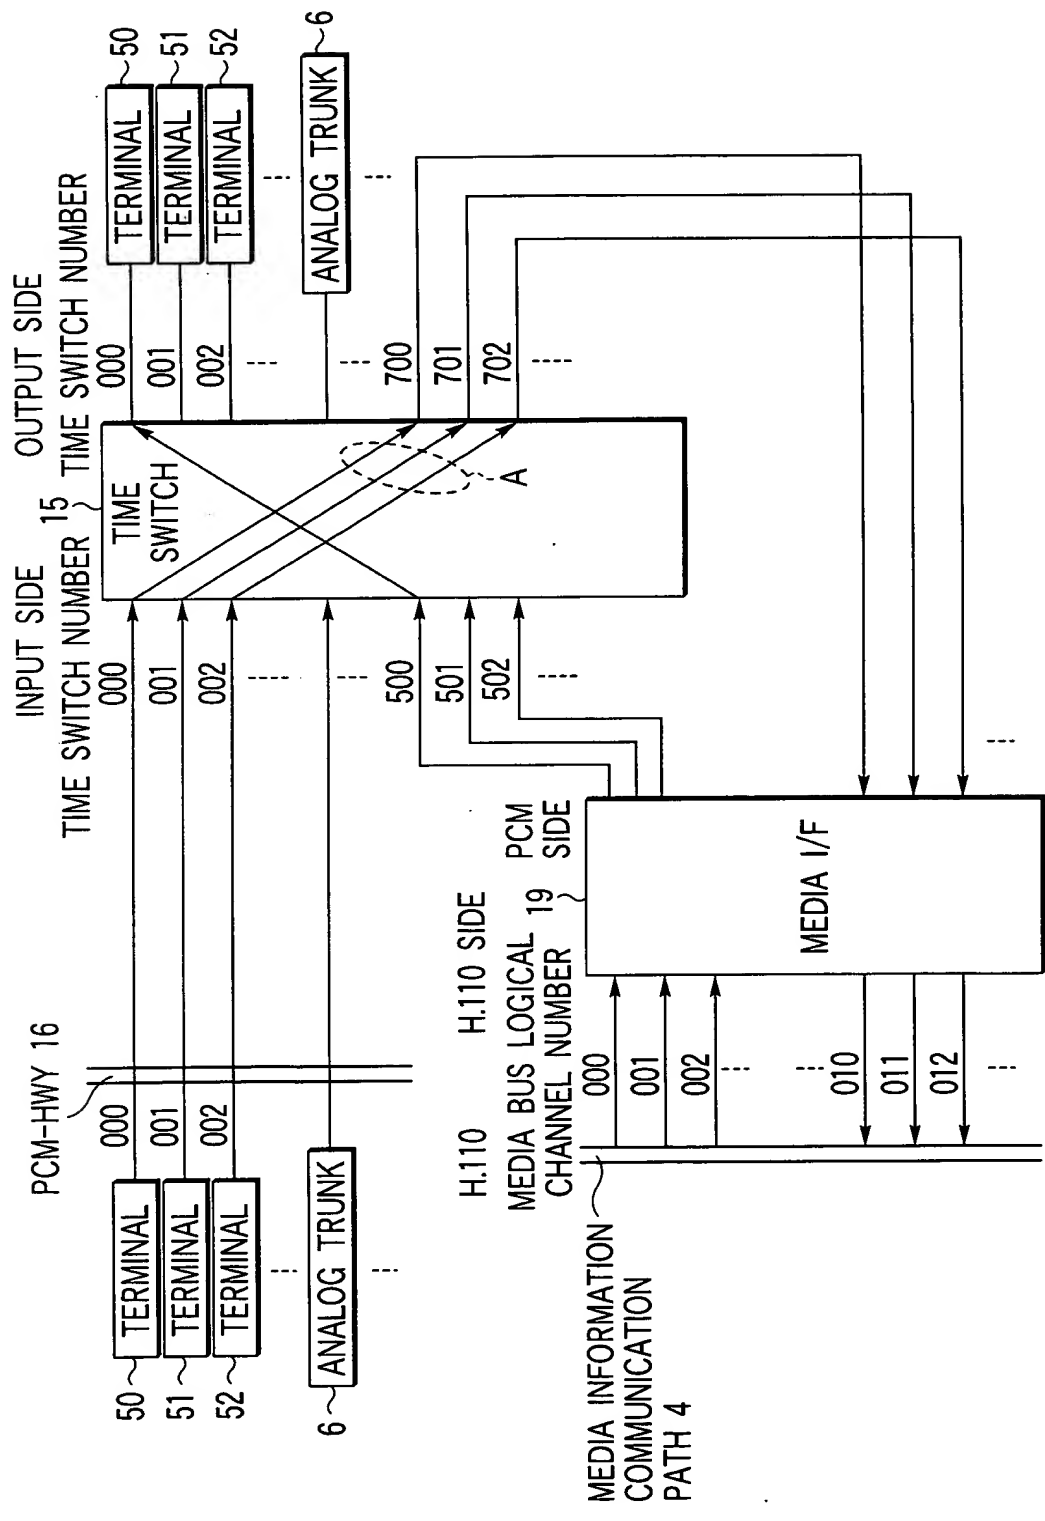 INPUT SIDE
TIME SWITCH NUMBER
15
OUTPUT SIDE
TIME SWITCH NUMBER
PCM-HWY 16
50
TERMINAL
000
51
TERMINAL
001
52
TERMINAL
002
----
6
ANALOG TRUNK
----
000
001
002
----
----
500
501
502
----
TIME
SWITCH
A
000
001
002
----
----
700
701
702
----
TERMINAL
50
TERMINAL
51
TERMINAL
52
----
ANALOG TRUNK
6
----
H.110
MEDIA BUS LOGICAL
CHANNEL NUMBER
H.110 SIDE
19
PCM
SIDE
MEDIA INFORMATION
COMMUNICATION
PATH 4
000
001
002
----
----
010
011
012
----
MEDIA I/F
----